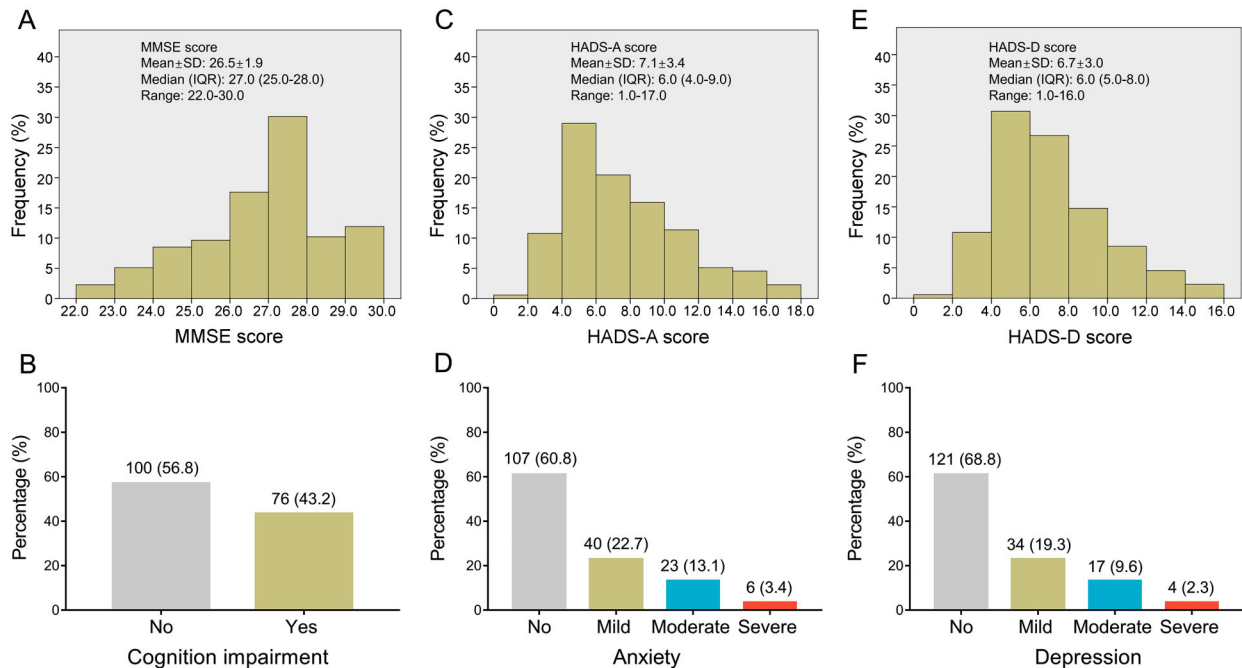 A
MMSE score
Mean±SD: 26.5±1.9
Median (IQR): 27.0 (25.0-28.0)
Range: 22.0-30.0
Frequency (%)
40
35
30
25
20
15
10
5
0
22.0 23.0 24.0 25.0 26.0 27.0 28.0 29.0 30.0
MMSE score
C
HADS-A score
Mean±SD: 7.1±3.4
Median (IQR): 6.0 (4.0-9.0)
Range: 1.0-17.0
Frequency (%)
40
35
30
25
20
15
10
5
0
0 2.0 4.0 6.0 8.0 10.0 12.0 14.0 16.0 18.0
HADS-A score
E
HADS-D score
Mean±SD: 6.7±3.0
Median (IQR): 6.0 (5.0-8.0)
Range: 1.0-16.0
Frequency (%)
40
35
30
25
20
15
10
5
0
0 2.0 4.0 6.0 8.0 10.0 12.0 14.0 16.0
HADS-D score
B
Percentage (%)
100
80
60
40
20
0
100 (56.8)
76 (43.2)
No Yes
Cognition impairment
D
Percentage (%)
100
80
60
40
20
0
107 (60.8)
40 (22.7)
23 (13.1)
6 (3.4)
No Mild Moderate Severe
Anxiety
F
Percentage (%)
100
80
60
40
20
0
121 (68.8)
34 (19.3)
17 (9.6)
4 (2.3)
No Mild Moderate Severe
Depression